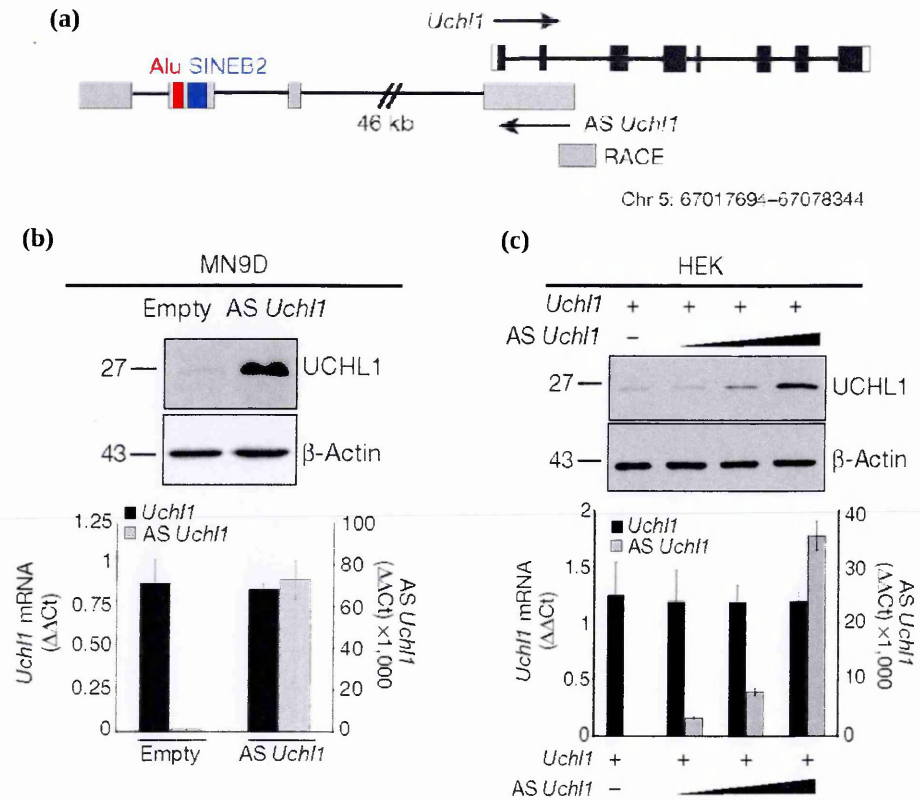 (a)
Uchl1
Alu SINEB2
46 kb
AS Uchl1
RACE
Chr 5: 67017694–67078344
(b)
MN9D
Empty AS Uchl1
27
UCHL1
43
β-Actin
Uchl1
AS Uchl1
1.25
1
0.75
0.50
0.25
0
Uchl1 mRNA
(ΔΔCt)
100
80
60
40
20
0
AS Uchl1
(ΔΔCt) ×1,000
Empty
AS Uchl1
(c)
HEK
Uchl1 + + + +
AS Uchl1 –
27
UCHL1
43
β-Actin
Uchl1
AS Uchl1
2
1.5
1
0.5
0
Uchl1 mRNA
(ΔΔCt)
40
30
20
10
0
AS Uchl1
(ΔΔCt) ×1,000
Uchl1 + + + +
AS Uchl1 –